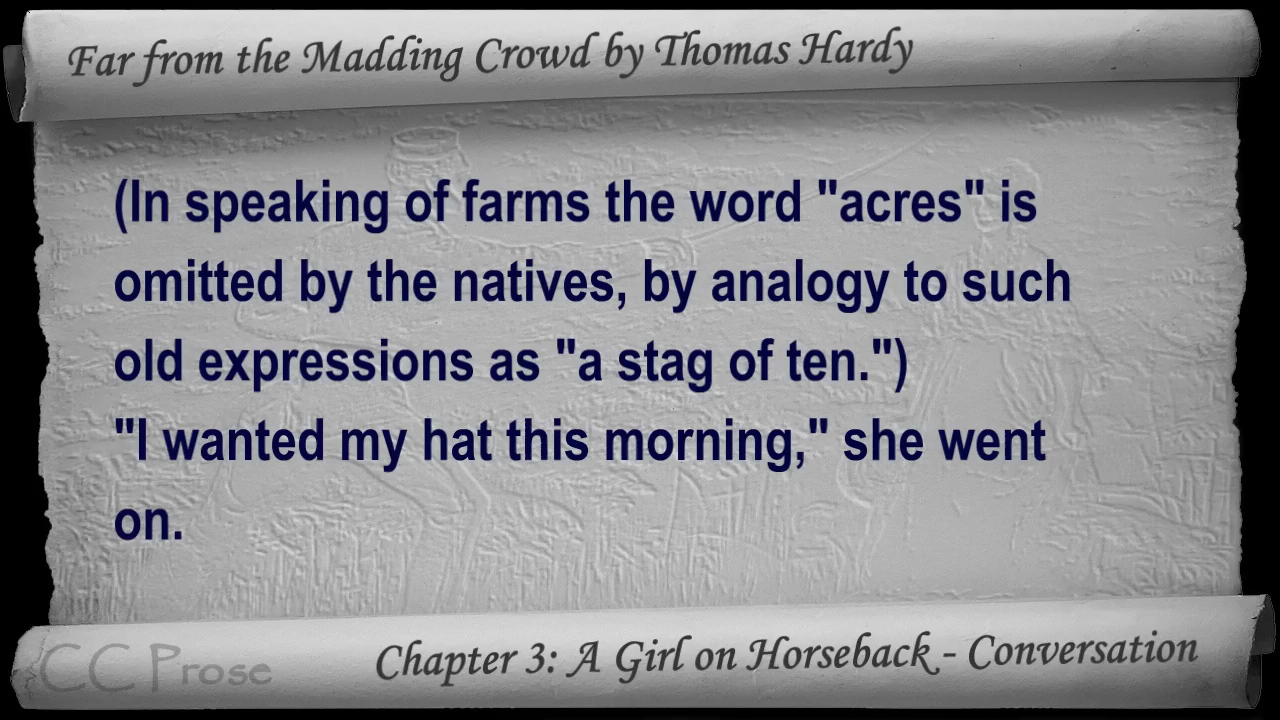 Far from the Madding Crowd by Thomas Hardy
(In speaking of farms the word "acres" is
omitted by the natives, by analogy to such
old expressions as "a stag of ten.")
"I wanted my hat this morning," she went
on.
CC Prose
Chapter 3: A Girl on Horseback - Conversation